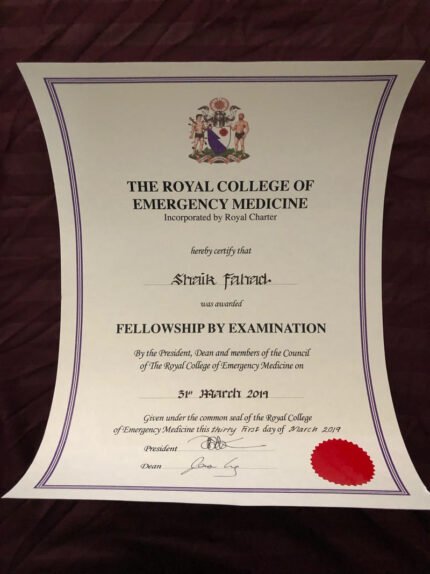 THE ROYAL COLLEGE OF
EMERGENCY MEDICINE
Incorporated by Royal Charter
hereby certify that
Shaik Fahad
was awarded
FELLOWSHIP BY EXAMINATION
By the President, Dean and members of the Council
of The Royal College of Emergency Medicine on
31st March 2019
Given under the common seal of the Royal College
of Emergency Medicine this thirty First day of March 2019
President
Dean